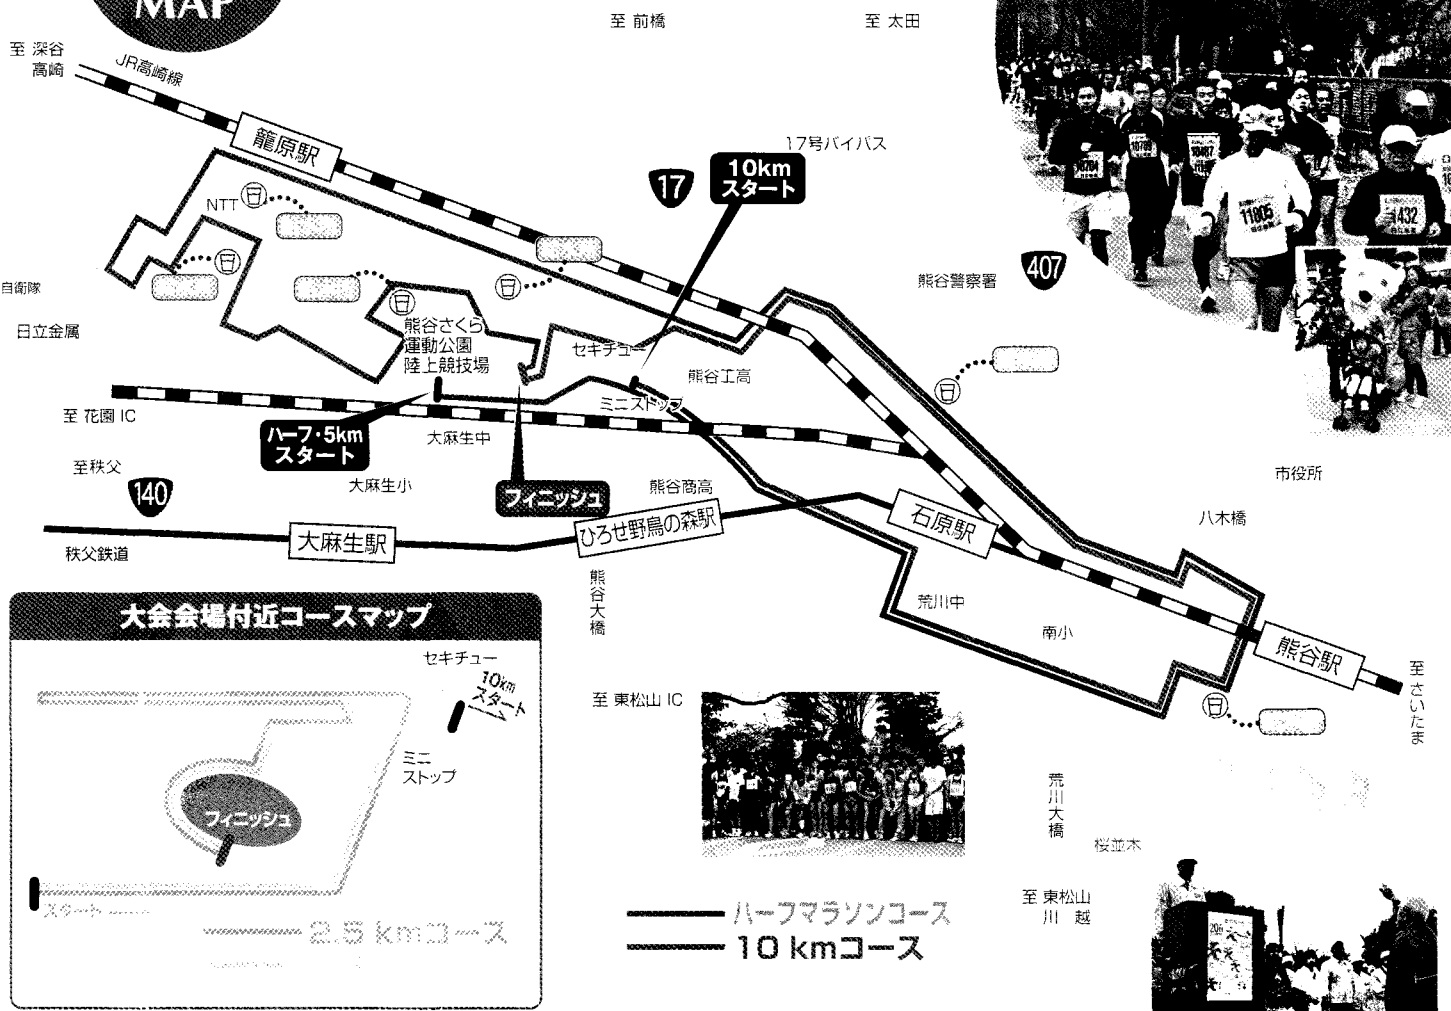 MAP
至 前橋
至 太田
至 深谷
高崎
JR高崎線
籠原駅
17号バイパス
17
10km
スタート
NTT
熊谷警察署
407
自衛隊
日立金属
熊谷さくら
運動公園
陸上競技場
セキチュー
熊谷工高
ミニストップ
至 花園 IC
ハーフ・5km
スタート
大麻生中
至秩父
140
大麻生小
フィニッシュ
熊谷商高
市役所
八木橋
秩父鉄道
大麻生駅
ひろせ野鳥の森駅
石原駅
熊谷大橋
荒川中
南小
熊谷駅
至 さいたま
大会会場付近コースマップ
セキチュー
10km
スタート
ミニ
ストップ
フィニッシュ
スタート
2.5 kmコース
至 東松山 IC
荒川大橋
桜並木
至 東松山
川 越
ハーフマラソンコース
10 kmコース
11805
1432